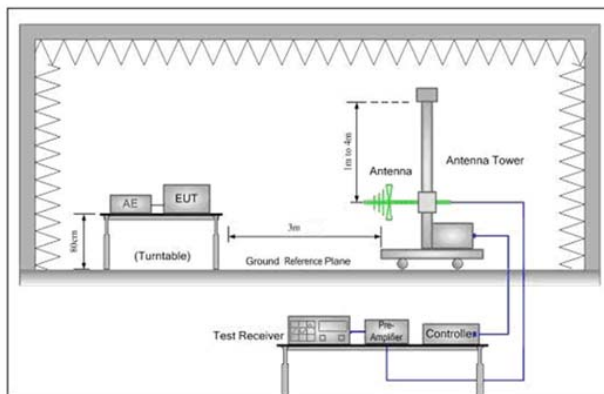 1m to 4m
Antenna
Antenna Tower
AE
EUT
80cm
(Turntable)
3m
Ground Reference Plane
Test Receiver
Pre-
Amplifier
Controller